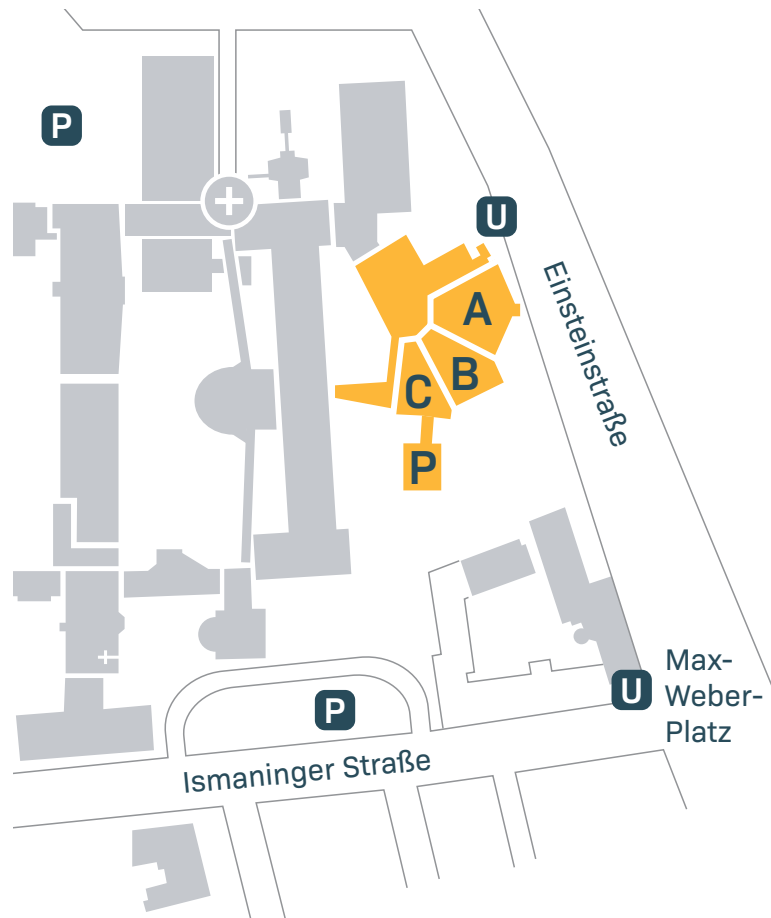 P
U
A
Einsteinstraße
B
C
P
Max-
Weber-
Platz
U
P
Ismaninger Straße